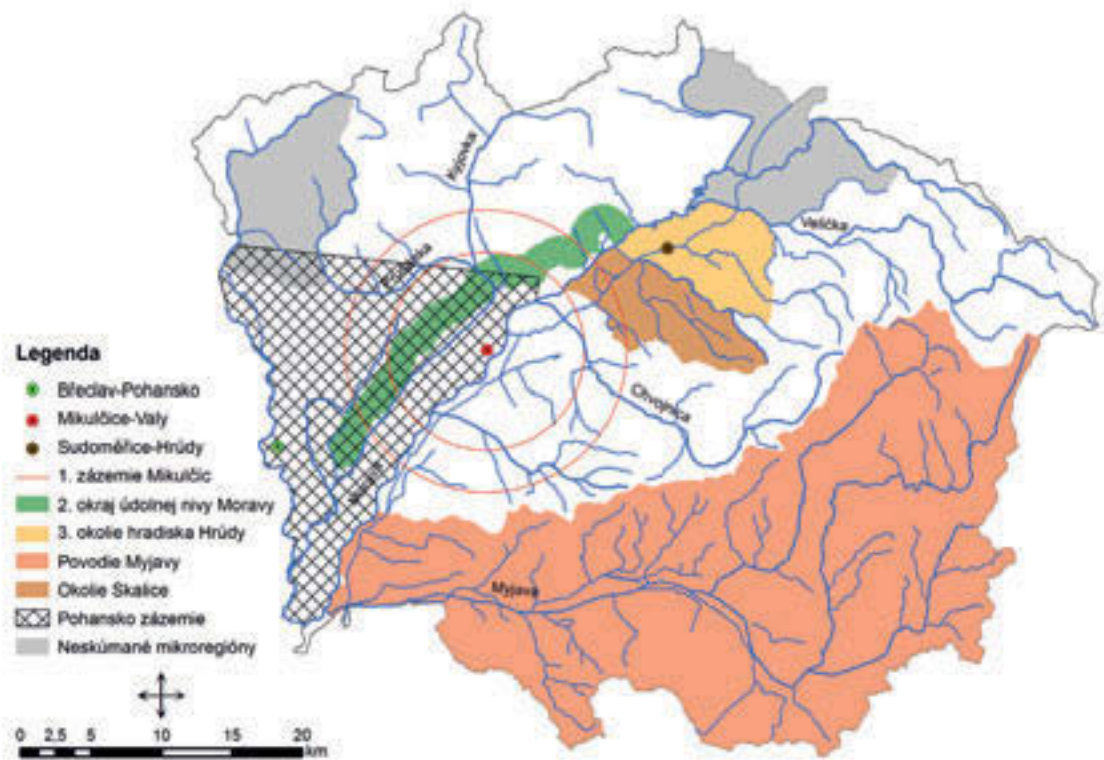 Kyjovka
Velička
Chvojnica
Myjava
Legenda
Břeclav-Pohansko
Mikulčice-Valy
Sudoměřice-Hrúdy
1. zázemie Mikulčic
2. okraj údolnej nivy Moravy
3. okolie hradiska Hrúdy
Povodie Myjavy
Okolie Skalice
Pohansko zázemie
Neskúmané mikroregióny
0 2,5 5 10 15 20
km